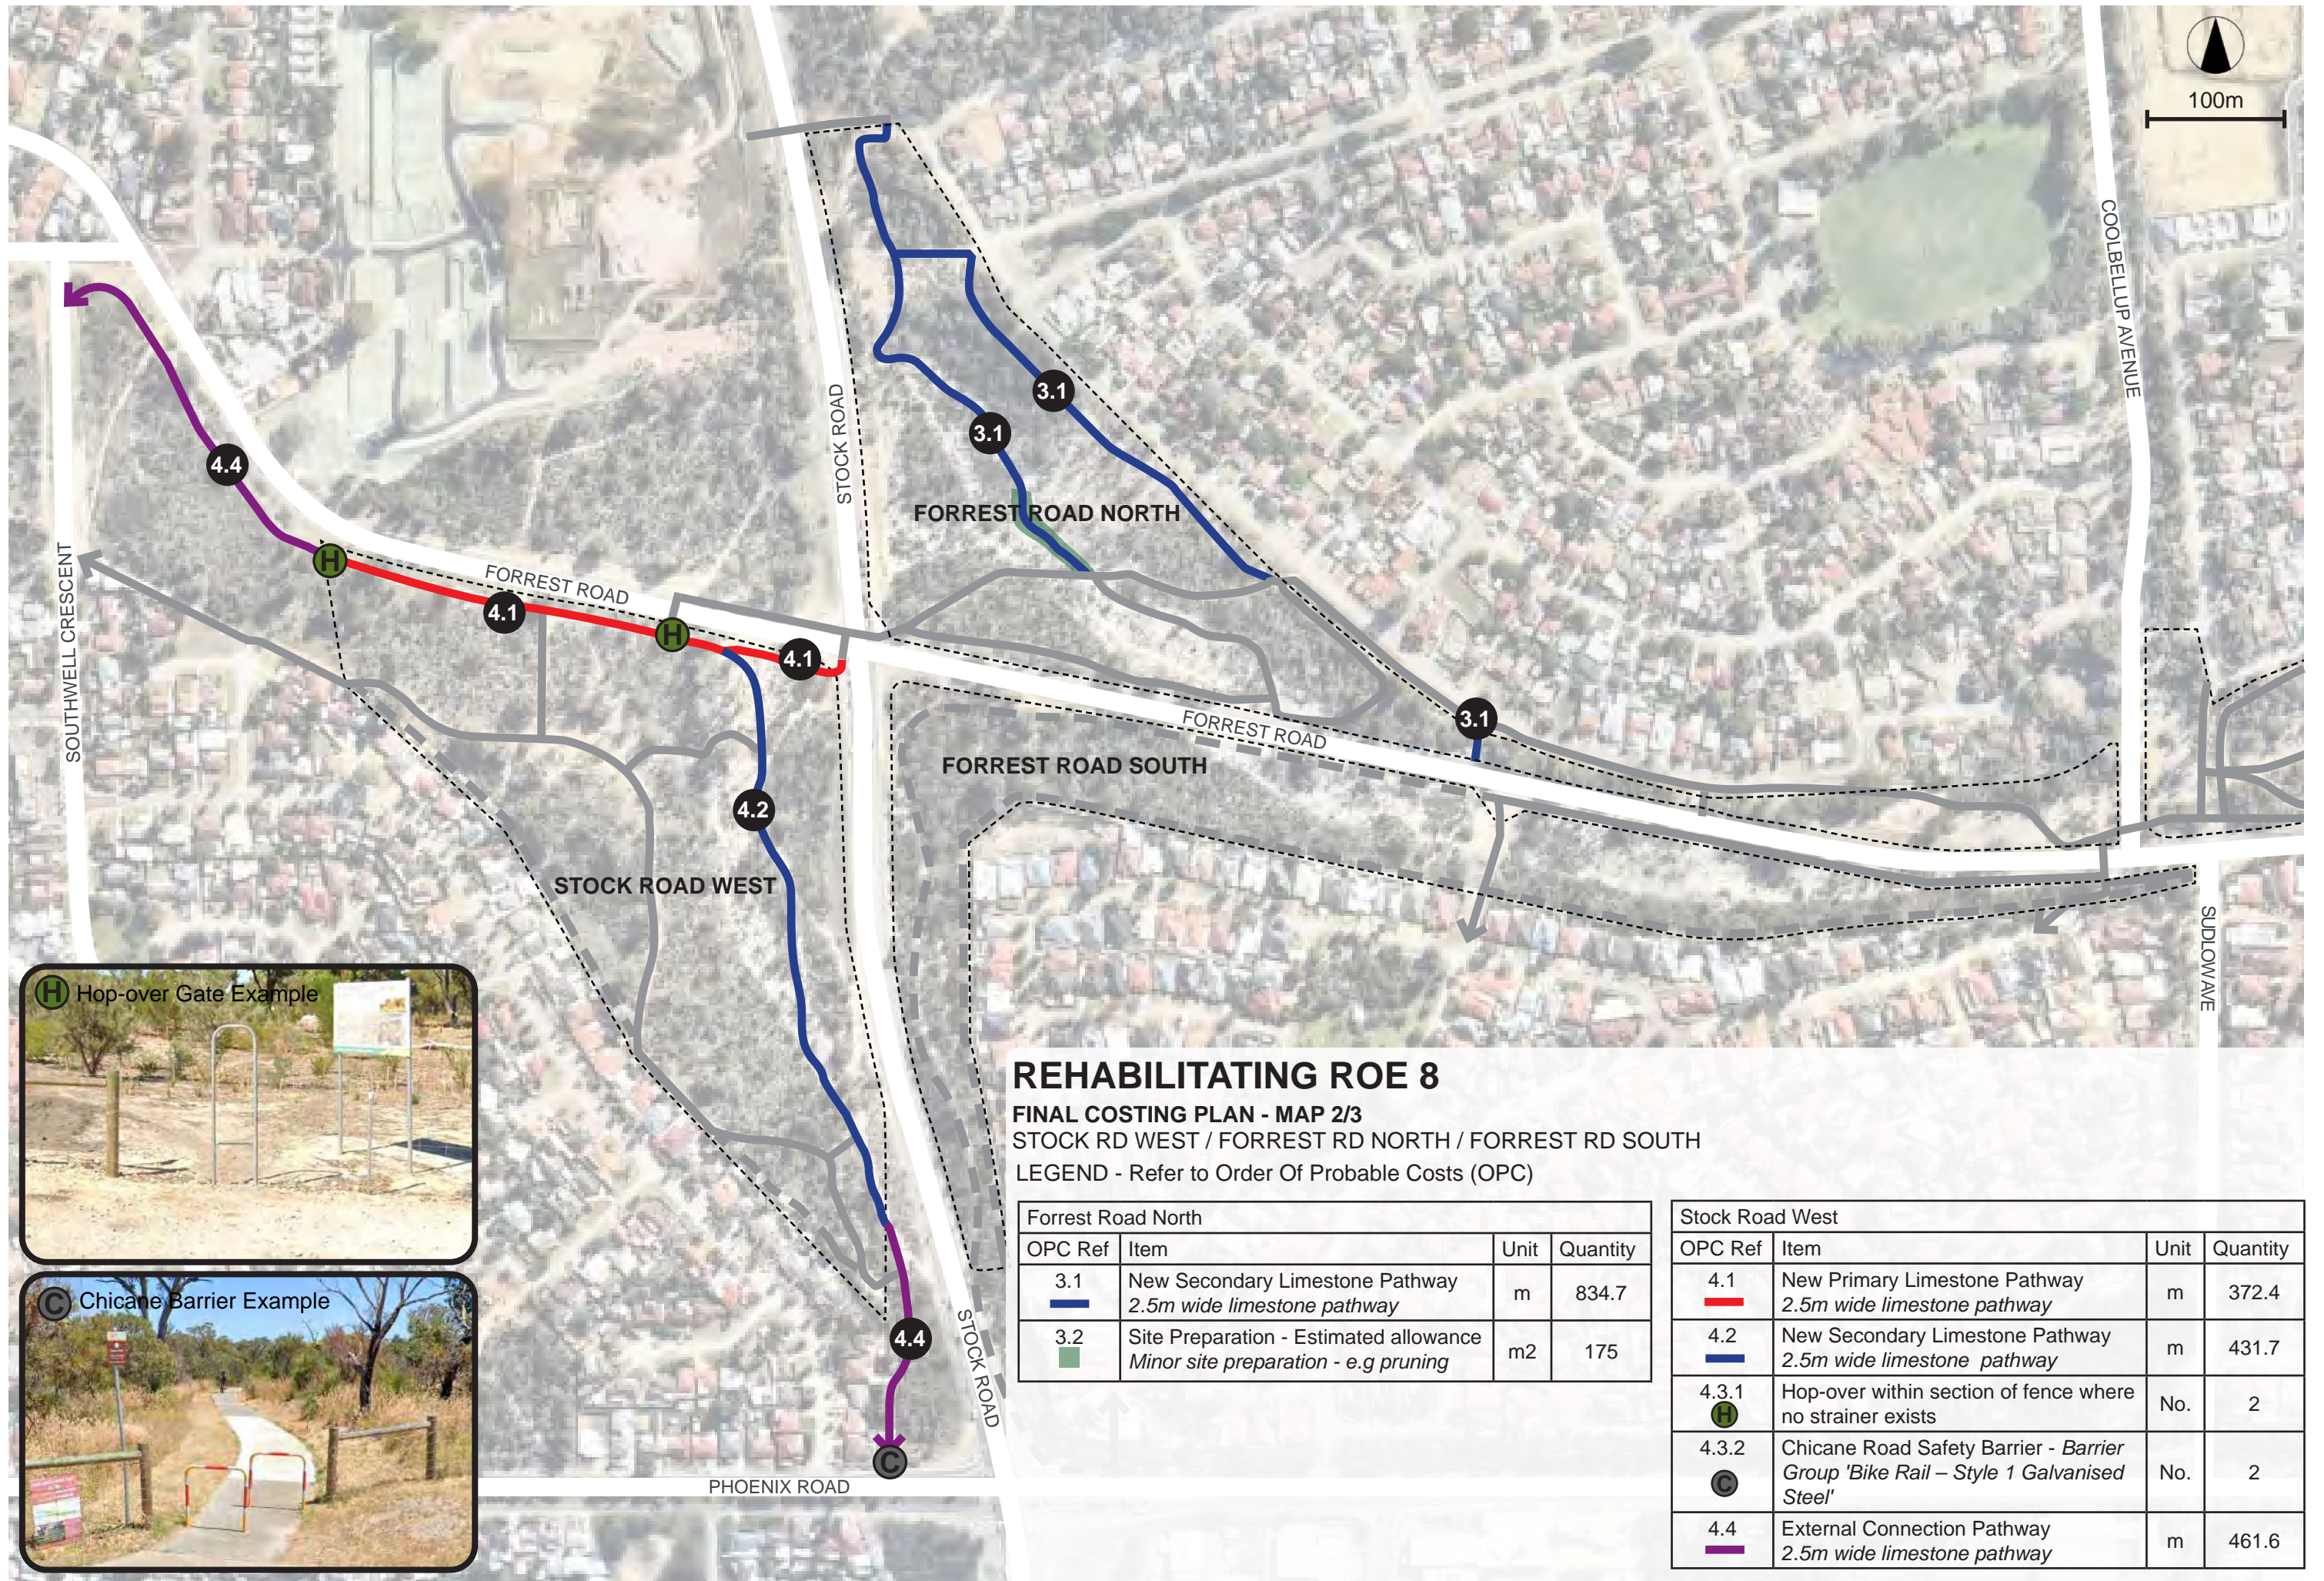 100m
COOLBELLUP AVENUE
STOCK ROAD
3.1
3.1
4.4
FORREST ROAD NORTH
SOUTHWELL CRESCENT
H
FORREST ROAD
4.1
H
4.1
3.1
FORREST ROAD
FORREST ROAD SOUTH
4.2
STOCK ROAD WEST
SUDLOW AVE
H Hop-over Gate Example
C Chicane Barrier Example
STOCK ROAD
4.4
C
PHOENIX ROAD
REHABILITATING ROE 8
FINAL COSTING PLAN - MAP 2/3
STOCK RD WEST / FORREST RD NORTH / FORREST RD SOUTH
LEGEND - Refer to Order Of Probable Costs (OPC)
Forrest Road North
OPC Ref Item Unit Quantity
3.1 New Secondary Limestone Pathway
2.5m wide limestone pathway m 834.7
3.2 Site Preparation - Estimated allowance
Minor site preparation - e.g pruning m2 175
Stock Road West
OPC Ref Item Unit Quantity
4.1 New Primary Limestone Pathway
2.5m wide limestone pathway m 372.4
4.2 New Secondary Limestone Pathway
2.5m wide limestone pathway m 431.7
4.3.1 Hop-over within section of fence where
H no strainer exists No. 2
4.3.2 Chicane Road Safety Barrier - Barrier
C Group 'Bike Rail – Style 1 Galvanised
Steel' No. 2
4.4 External Connection Pathway
2.5m wide limestone pathway m 461.6